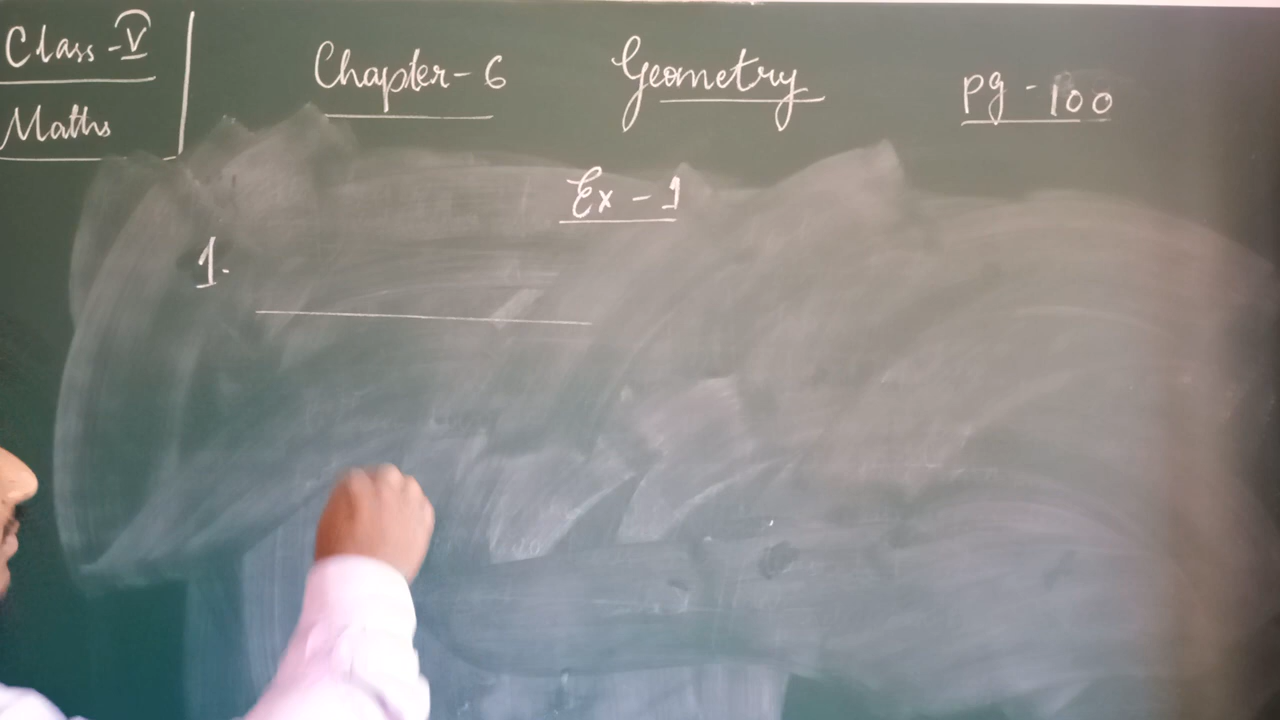 Class - V
Maths
Chapter - 6 Geometry pg - 100
Ex - 1
1.